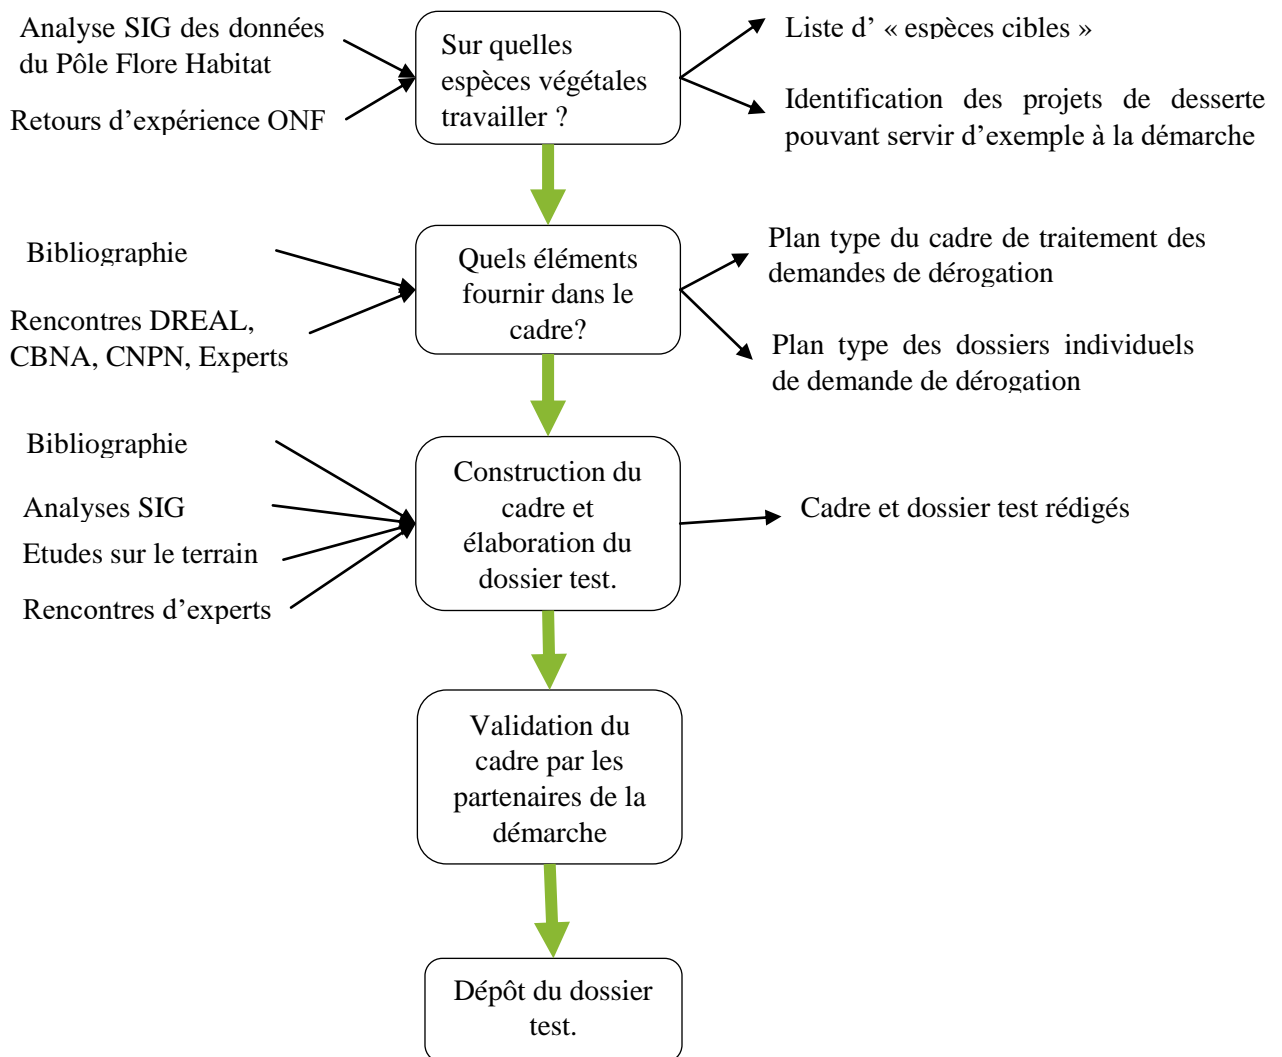 Analyse SIG des données
du Pôle Flore Habitat
Retours d’expérience ONF
Sur quelles
espèces végétales
travailler ?
Liste d’ « espèces cibles »
Identification des projets de desserte
pouvant servir d’exemple à la démarche
Bibliographie
Rencontres DREAL,
CBNA, CNPN, Experts
Quels éléments
fournir dans le
cadre?
Plan type du cadre de traitement des
demandes de dérogation
Plan type des dossiers individuels
de demande de dérogation
Bibliographie
Analyses SIG
Etudes sur le terrain
Rencontres d’experts
Construction du
cadre et
élaboration du
dossier test.
Cadre et dossier test rédigés
Validation du
cadre par les
partenaires de la
démarche
Dépôt du dossier
test.